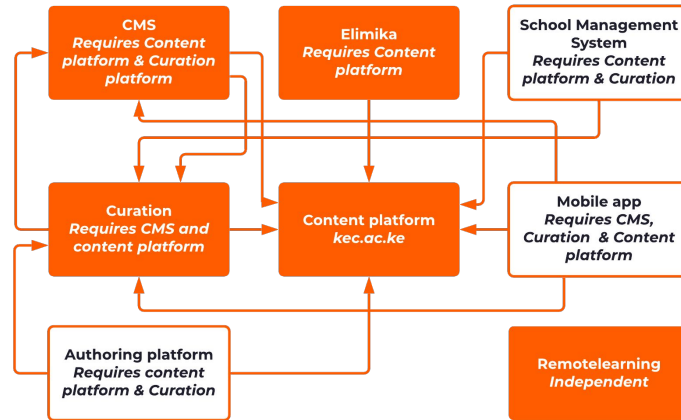 CMS
Requires Content
platform & Curation
platform
Elimika
Requires Content
platform
School Management
System
Requires Content
platform & Curation
Curation
Requires CMS and
content platform
Content platform
kec.ac.ke
Mobile app
Requires CMS,
Curation & Content
platform
Authoring platform
Requires content
platform & Curation
Remotelearning
Independent